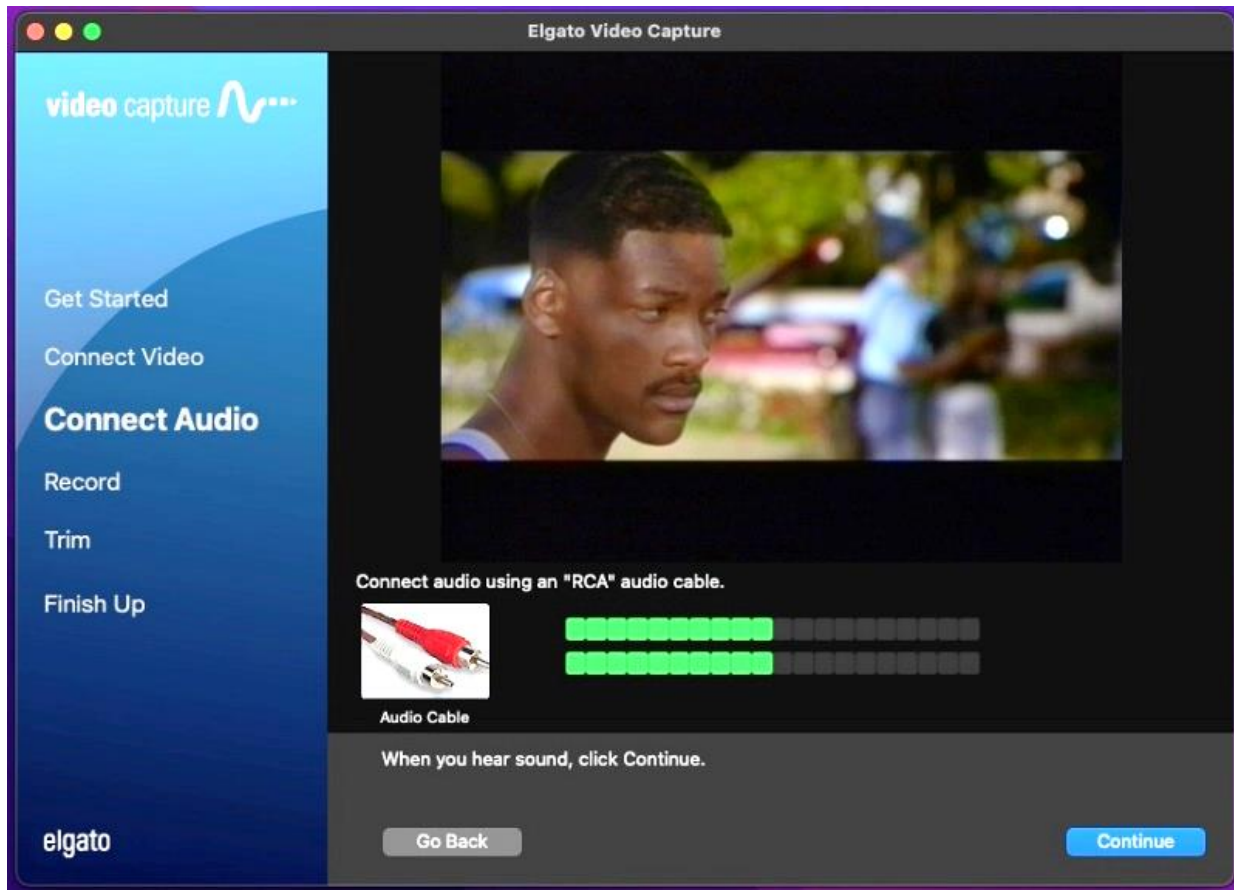 Elgato Video Capture
video capture
Get Started
Connect Video
Connect Audio
Record
Trim
Finish Up
elgato
Connect audio using an "RCA" audio cable.
Audio Cable
When you hear sound, click Continue.
Go Back
Continue